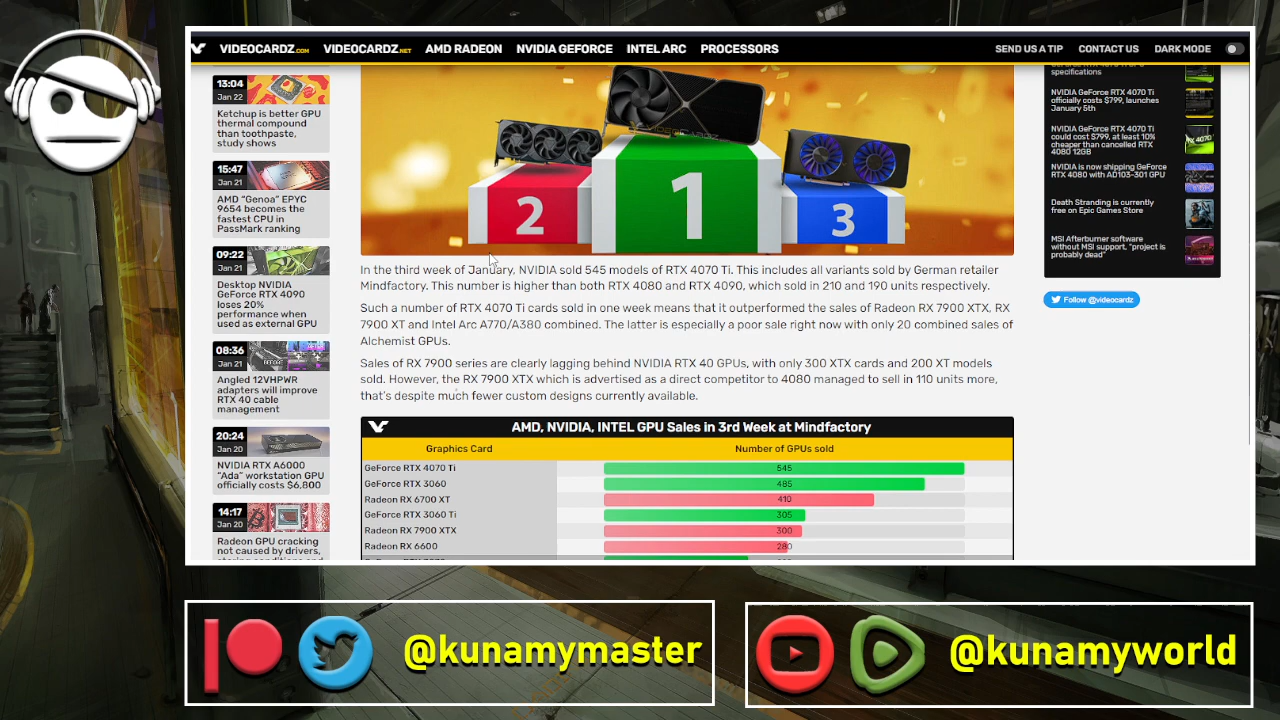 VIDEOCARDZ.COM VIDEOCARDZ.NET AMD RADEON NVIDIA GEFORCE INTEL ARC PROCESSORS SEND US A TIP CONTACT US DARK MODE
13:04
Jan 22
Ketchup is better GPU
thermal compound
than toothpaste,
study shows
15:47
Jan 21
AMD “Genoa” EPYC
9654 becomes the
fastest CPU in
PassMark ranking
09:22
Jan 21
Desktop NVIDIA
GeForce RTX 4090
loses 20%
performance when
used as external GPU
08:36
Jan 21
Angled 12VHPWR
adapters will improve
RTX 40 cable
management
20:24
Jan 20
NVIDIA RTX A6000
“Ada” workstation GPU
officially costs $6,800
14:17
Jan 20
Radeon GPU cracking
not caused by drivers,
2
1
3
In the third week of January, NVIDIA sold 545 models of RTX 4070 Ti. This includes all variants sold by German retailer
Mindfactory. This number is higher than both RTX 4080 and RTX 4090, which sold in 210 and 190 units respectively.
Such a number of RTX 4070 Ti cards sold in one week means that it outperformed the sales of Radeon RX 7900 XTX, RX
7900 XT and Intel Arc A770/A380 combined. The latter is especially a poor sale right now with only 20 combined sales of
Alchemist GPUs.
Sales of RX 7900 series are clearly lagging behind NVIDIA RTX 40 GPUs, with only 300 XTX cards and 200 XT models
sold. However, the RX 7900 XTX which is advertised as a direct competitor to 4080 managed to sell in 110 units more,
that’s despite much fewer custom designs currently available.
AMD, NVIDIA, INTEL GPU Sales in 3rd Week at Mindfactory
Graphics Card Number of GPUs sold
GeForce RTX 4070 Ti 545
GeForce RTX 3060 485
Radeon RX 6700 XT 410
GeForce RTX 3060 Ti 305
Radeon RX 7900 XTX 300
Radeon RX 6600 280
specifications
NVIDIA GeForce RTX 4070 Ti
officially costs $799, launches
January 5th
NVIDIA GeForce RTX 4070 Ti
could cost $799, at least 10%
cheaper than cancelled RTX
4080 12GB
NVIDIA is now shipping GeForce
RTX 4080 with AD103-301 GPU
Death Stranding is currently
free on Epic Games Store
MSI Afterburner software
without MSI support, “project is
probably dead”
Follow @videocardz
@kunamymaster
@kunamyworld